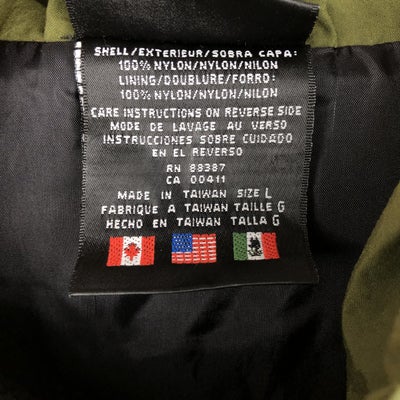 SHELL/EXTERIEUR/SOBRA CAPA:
100% NYLON/NYLON/NILON
LINING/DOUBLURE/FORRO:
100% NYLON/NYLON/NILON
CARE INSTRUCTIONS ON REVERSE SIDE
MODE DE LAVAGE AU VERSO
INSTRUCCIONES SOBRE CUIDADO
EN EL REVERSO
RN 88387
CA 00411
MADE IN TAIWAN SIZE L
FABRIQUE A TAIWAN TAILLE G
HECHO EN TAIWAN TALLA G